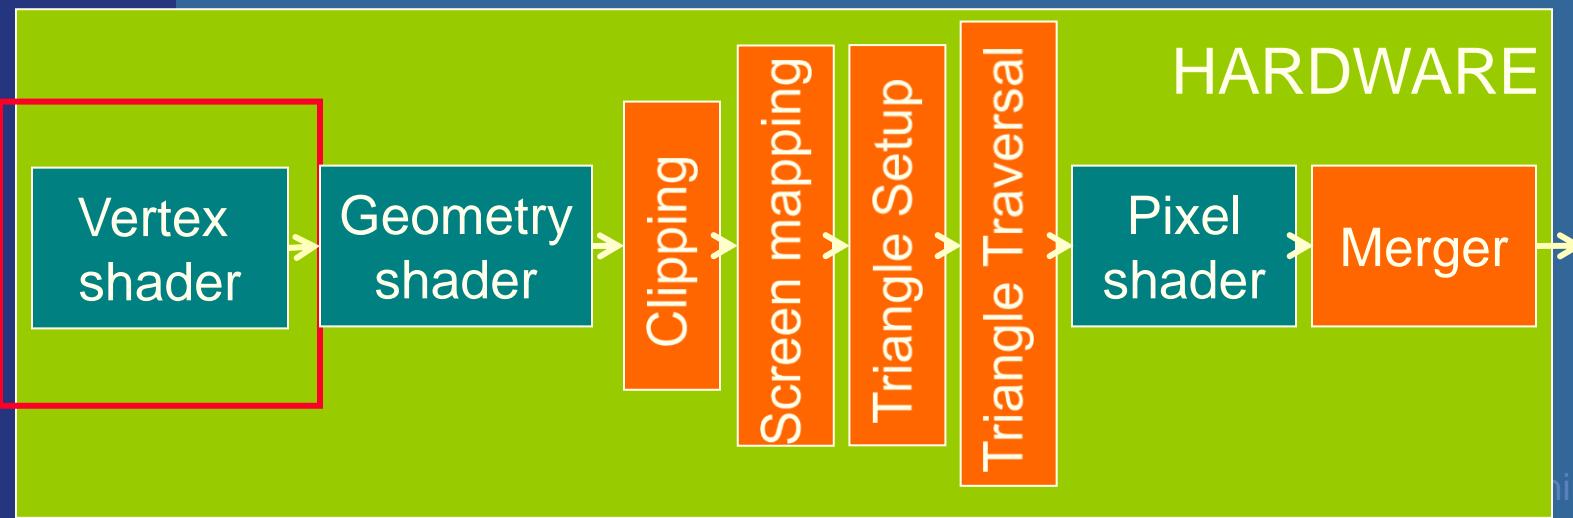 HARDWARE
Vertex
shader
Geometry
shader
Clipping
Screen mapping
Triangle Setup
Triangle Traversal
Pixel
shader
Merger